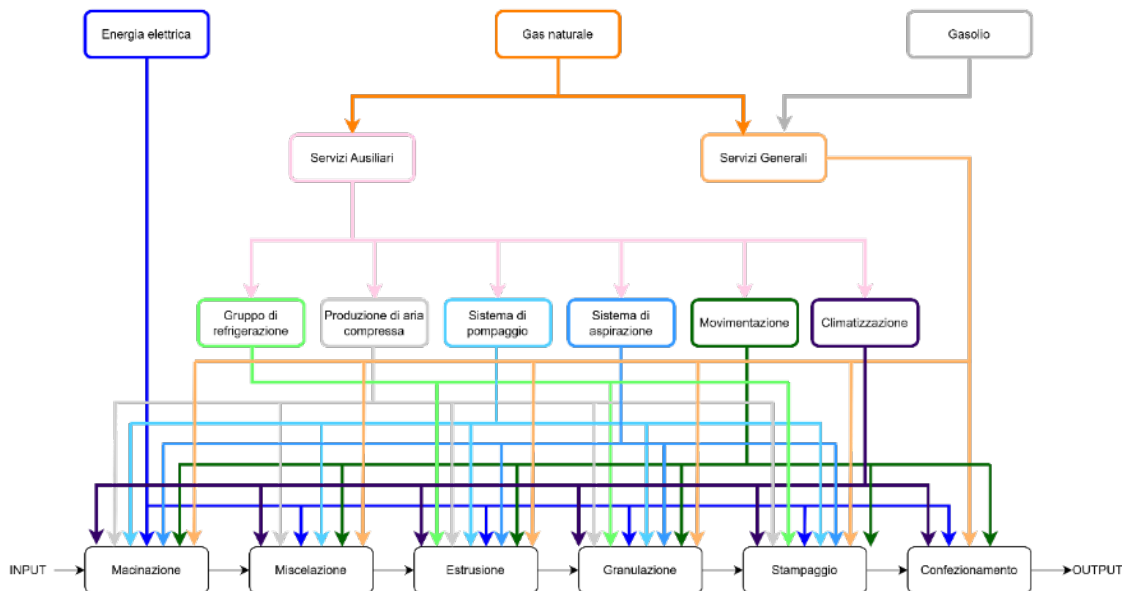 Energia elettrica
Gas naturale
Gasolio
Servizi Ausiliari
Servizi Generali
Gruppo di
refrigerazione
Produzione di aria
compressa
Sistema di
pompaggio
Sistema di
aspirazione
Movimentazione
Climatizzazione
INPUT
Macinazione
Miscelazione
Estrusione
Granulazione
Stampaggio
Confezionamento
OUTPUT